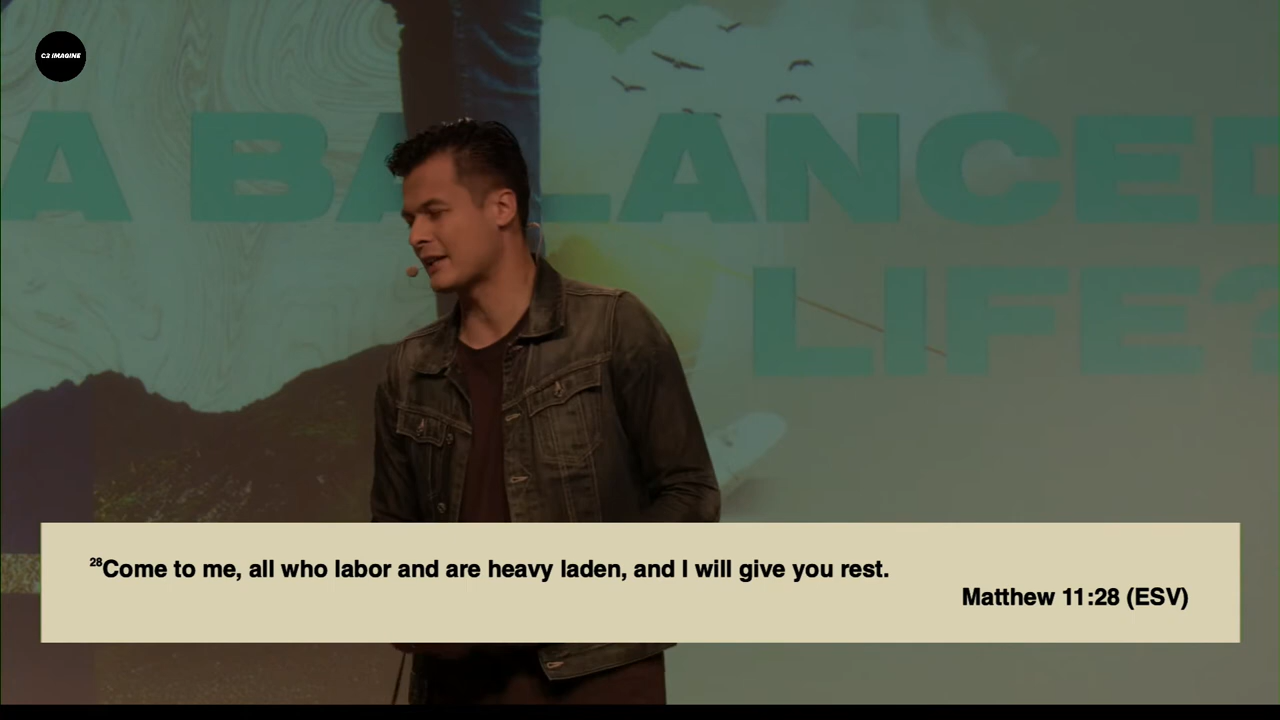 C3 IMAGINE
A BALANCED
LIFE?
28Come to me, all who labor and are heavy laden, and I will give you rest.
Matthew 11:28 (ESV)